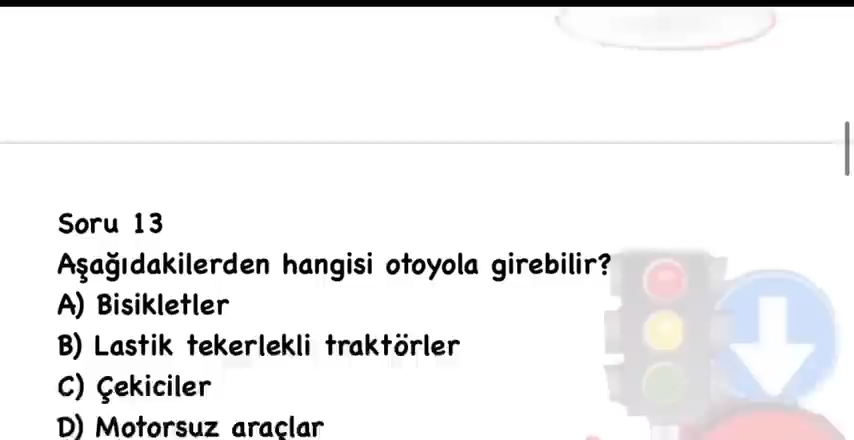 Soru 13
Aşağıdakilerden hangisi otoyola girebilir?
A) Bisikletler
B) Lastik tekerlekli traktörler
C) Çekiciler
D) Motorsuz araçlar